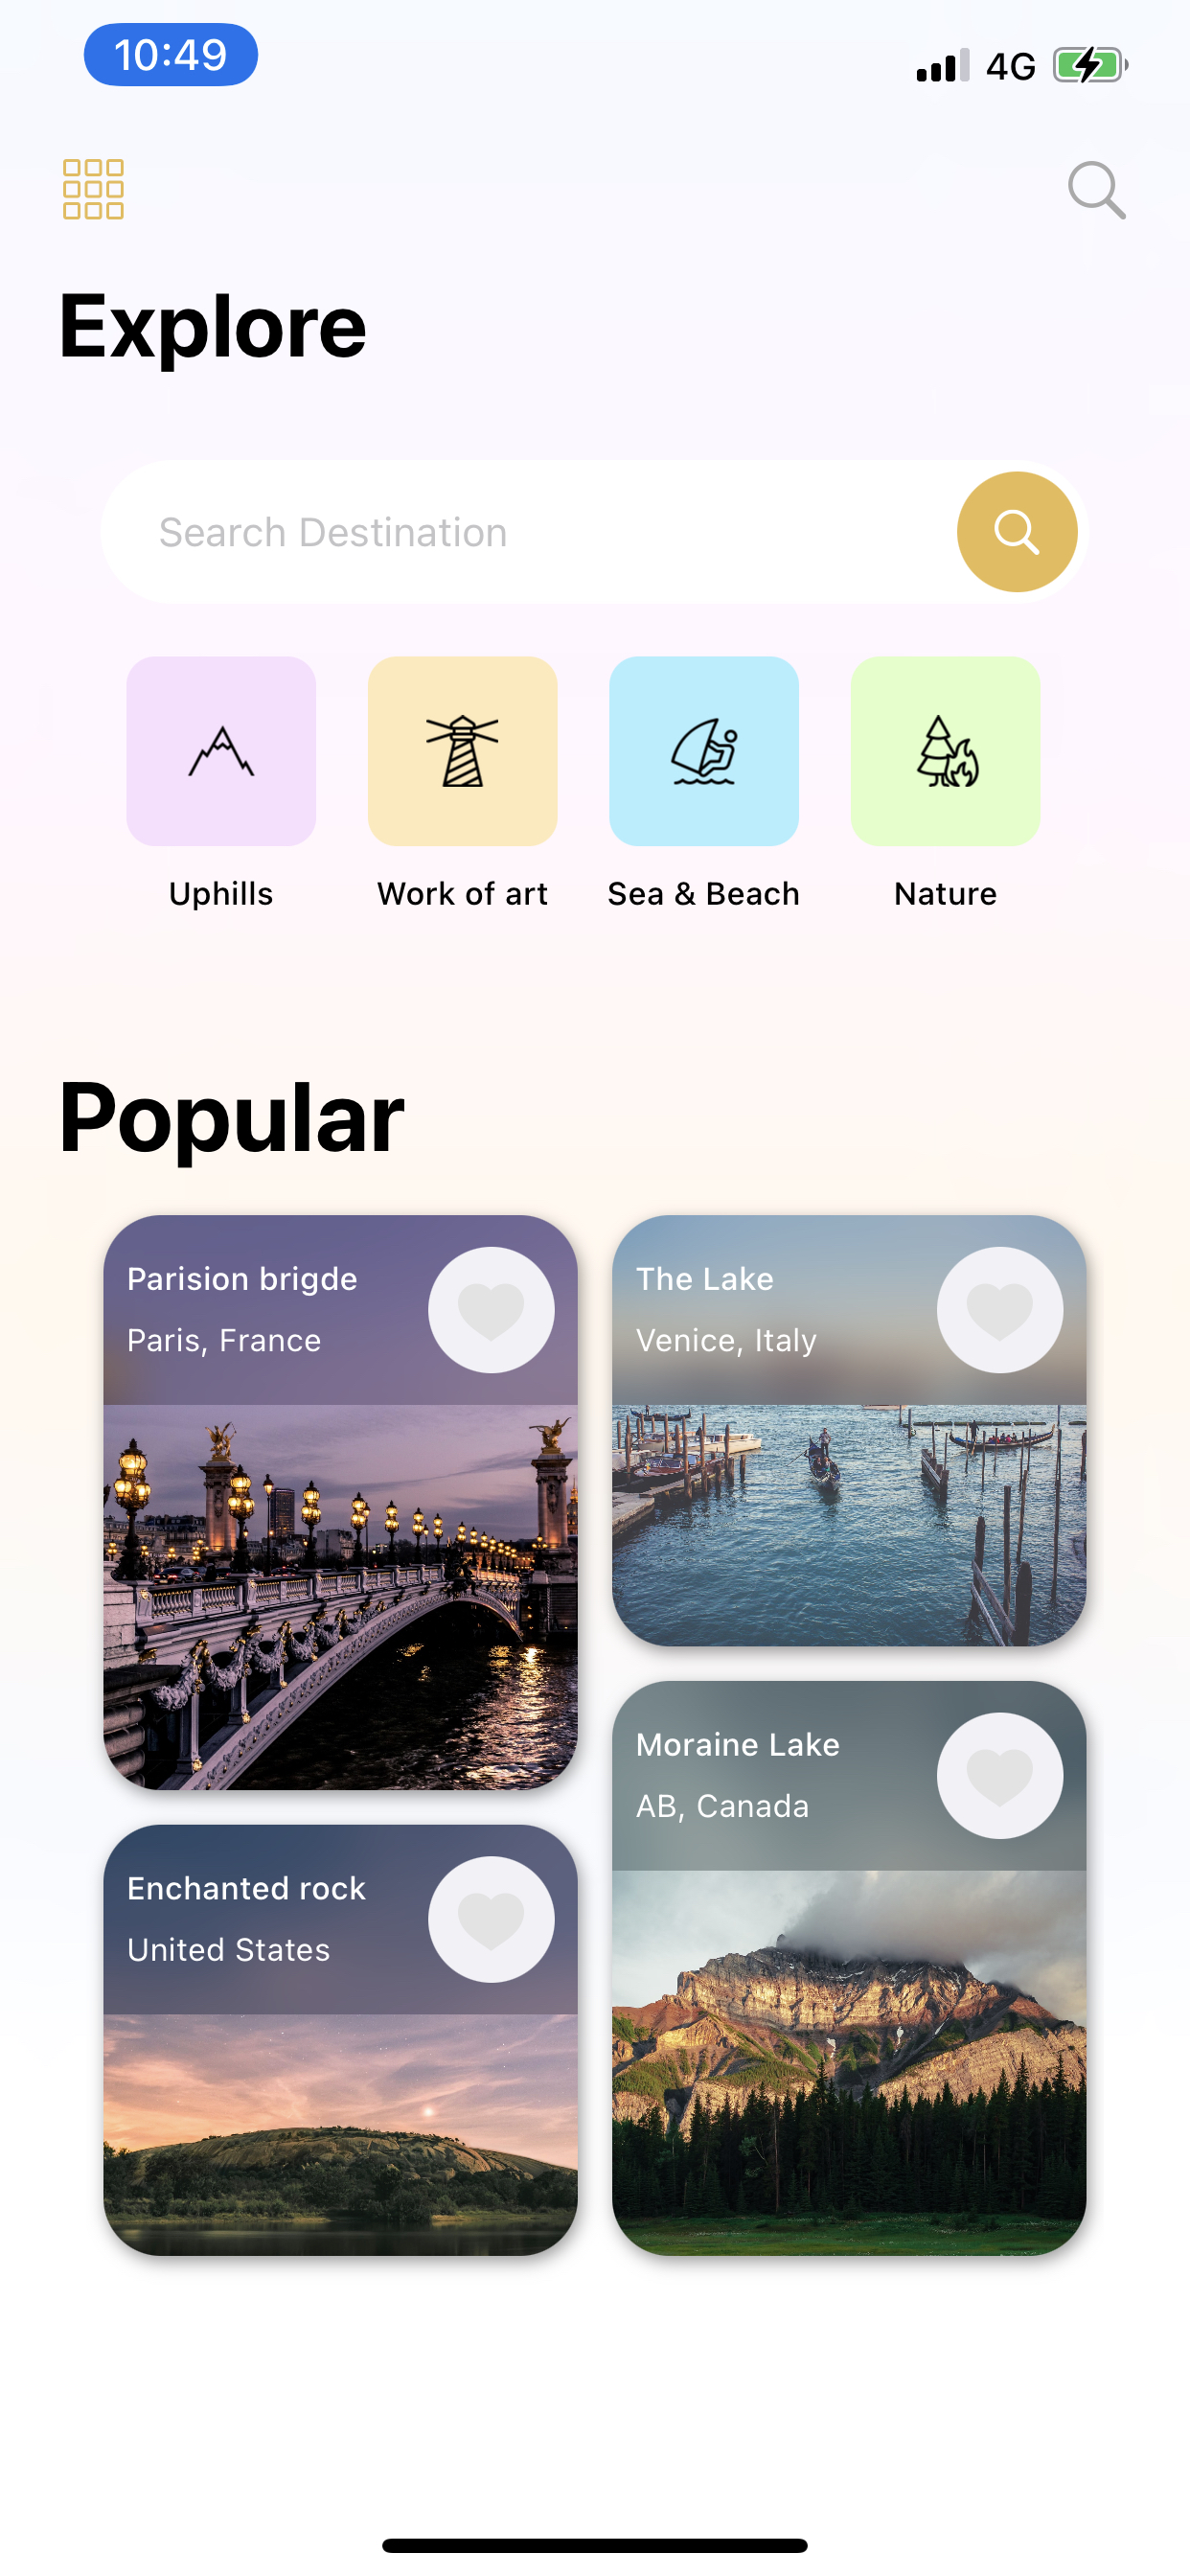 10:49
4G
Explore
Search Destination
Uphills
Work of art
Sea & Beach
Nature
Popular
Parision brigde
Paris, France
The Lake
Venice, Italy
Moraine Lake
AB, Canada
Enchanted rock
United States